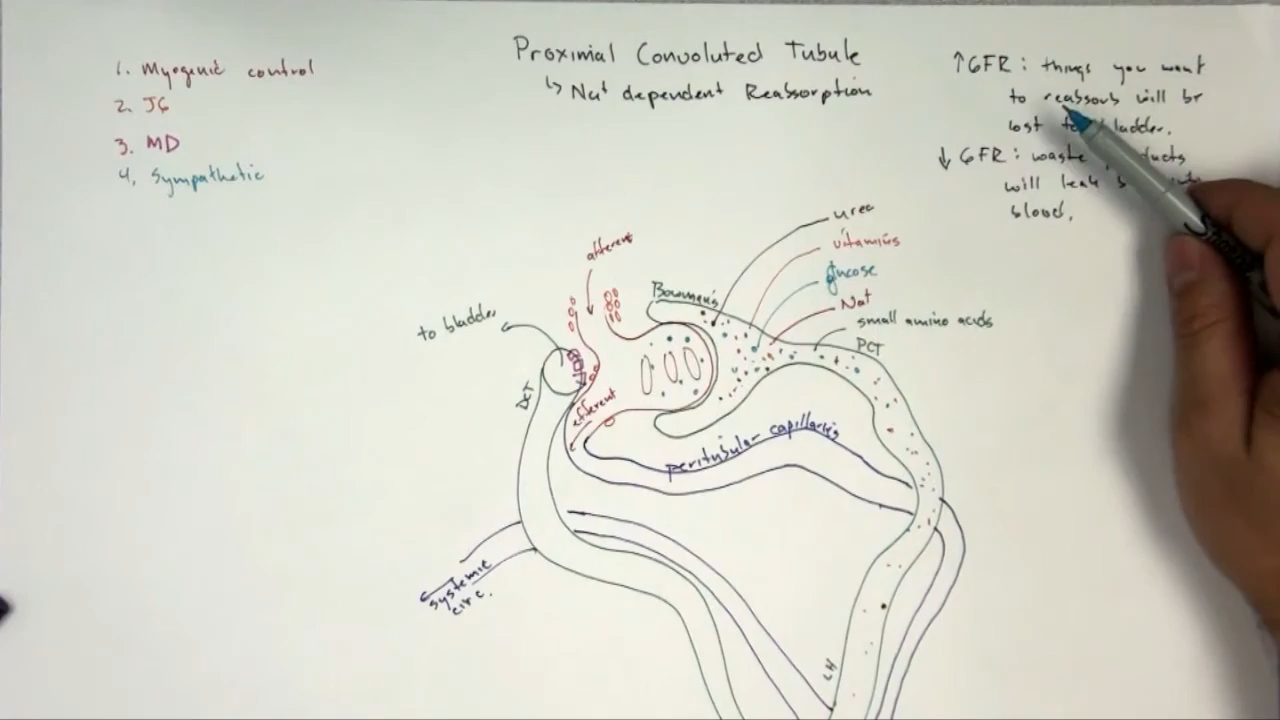 Proximal Convoluted Tubule
↳ Na+ dependent Reabsorption
1. Myogenic control
2. JG
3. MD
4. Sympathetic
↑GFR: things you want
to reabsorb will be
lost to bladder.
↓ GFR: waste
will leak
blood.
urea
vitamins
glucose
Na+
small amino acids
PCT
afferent
Bowman's
to bladder
DCT
efferent
peritubular capillaries
systemic
circ.
LH